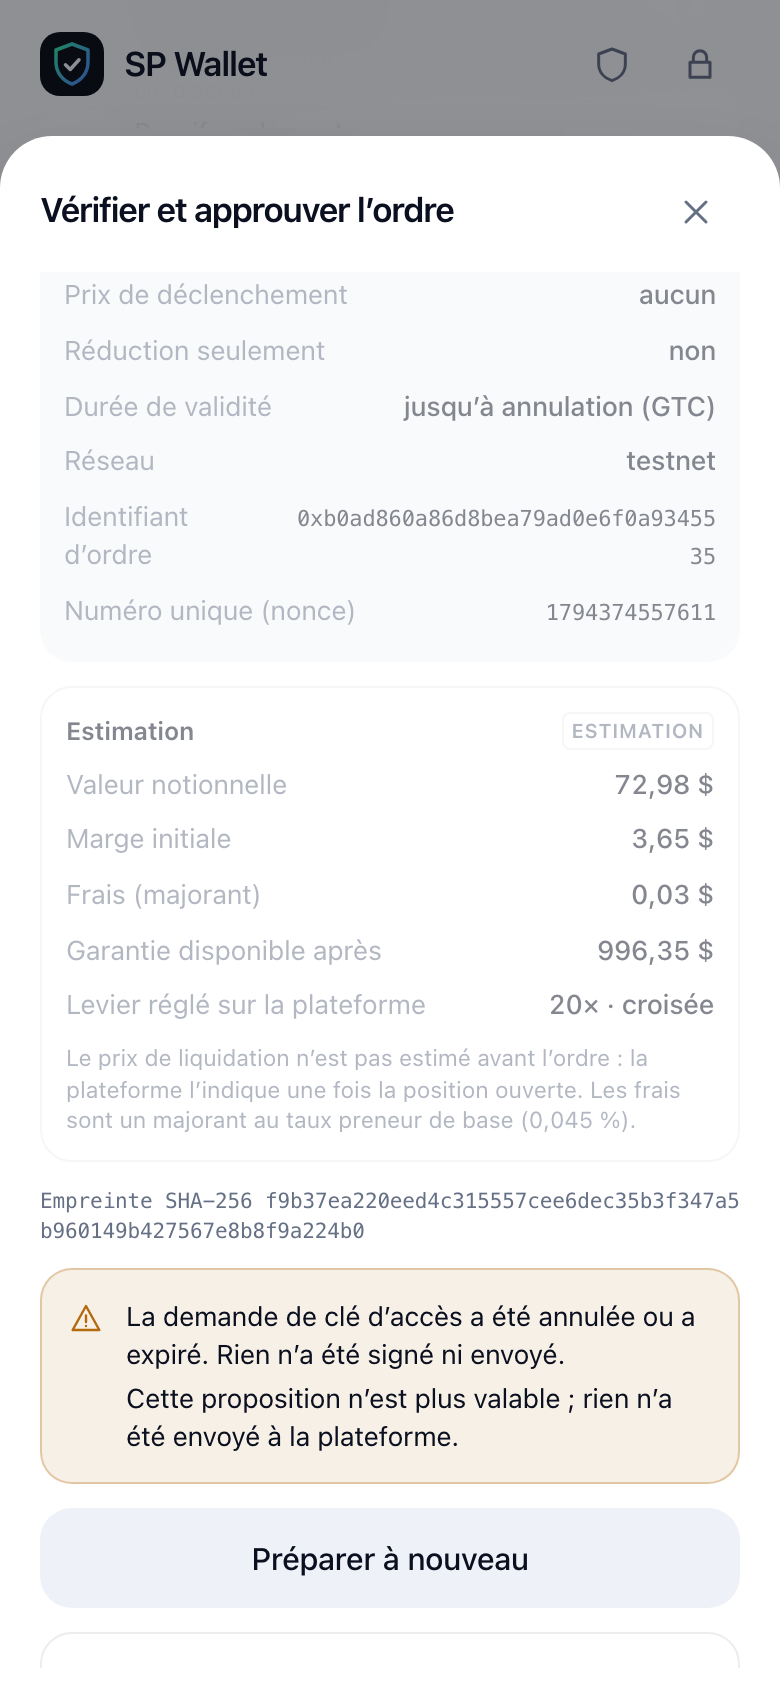 SP Wallet
Vérifier et approuver l’ordre
Prix de déclenchement aucun
Réduction seulement non
Durée de validité jusqu’à annulation (GTC)
Réseau testnet
Identifiant 0xb0ad860a86d8bea79ad0e6f0a93455
d’ordre 35
Numéro unique (nonce) 1794374557611
Estimation ESTIMATION
Valeur notionnelle 72,98 $
Marge initiale 3,65 $
Frais (majorant) 0,03 $
Garantie disponible après 996,35 $
Levier réglé sur la plateforme 20× · croisée
Le prix de liquidation n’est pas estimé avant l’ordre : la
plateforme l’indique une fois la position ouverte. Les frais
sont un majorant au taux preneur de base (0,045 %).
Empreinte SHA-256 f9b37ea220eed4c315557cee6dec35b3f347a5
b960149b427567e8b8f9a224b0
La demande de clé d’accès a été annulée ou a
expiré. Rien n’a été signé ni envoyé.
Cette proposition n’est plus valable ; rien n’a
été envoyé à la plateforme.
Préparer à nouveau